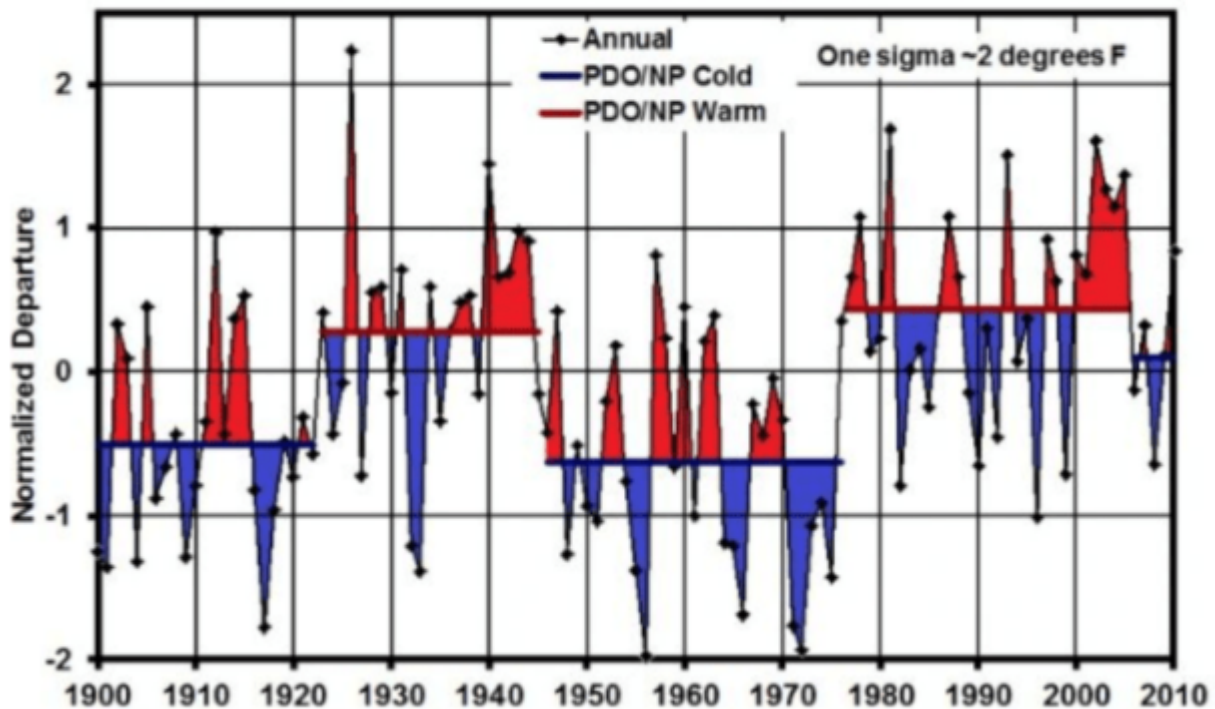 Annual
One sigma ~2 degrees F
PDO/NP Cold
PDO/NP Warm
Normalized Departure
2
1
0
-1
-2
1900 1910 1920 1930 1940 1950 1960 1970 1980 1990 2000 2010